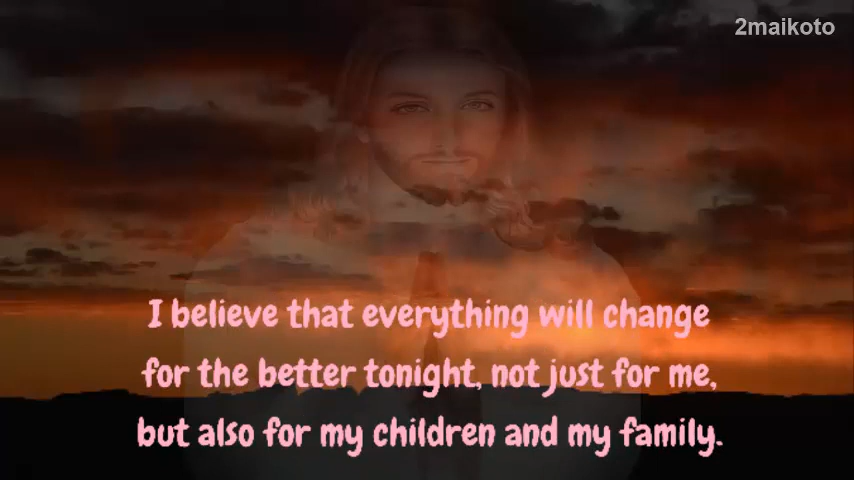 2maikoto
I believe that everything will change
for the better tonight, not just for me,
but also for my children and my family.